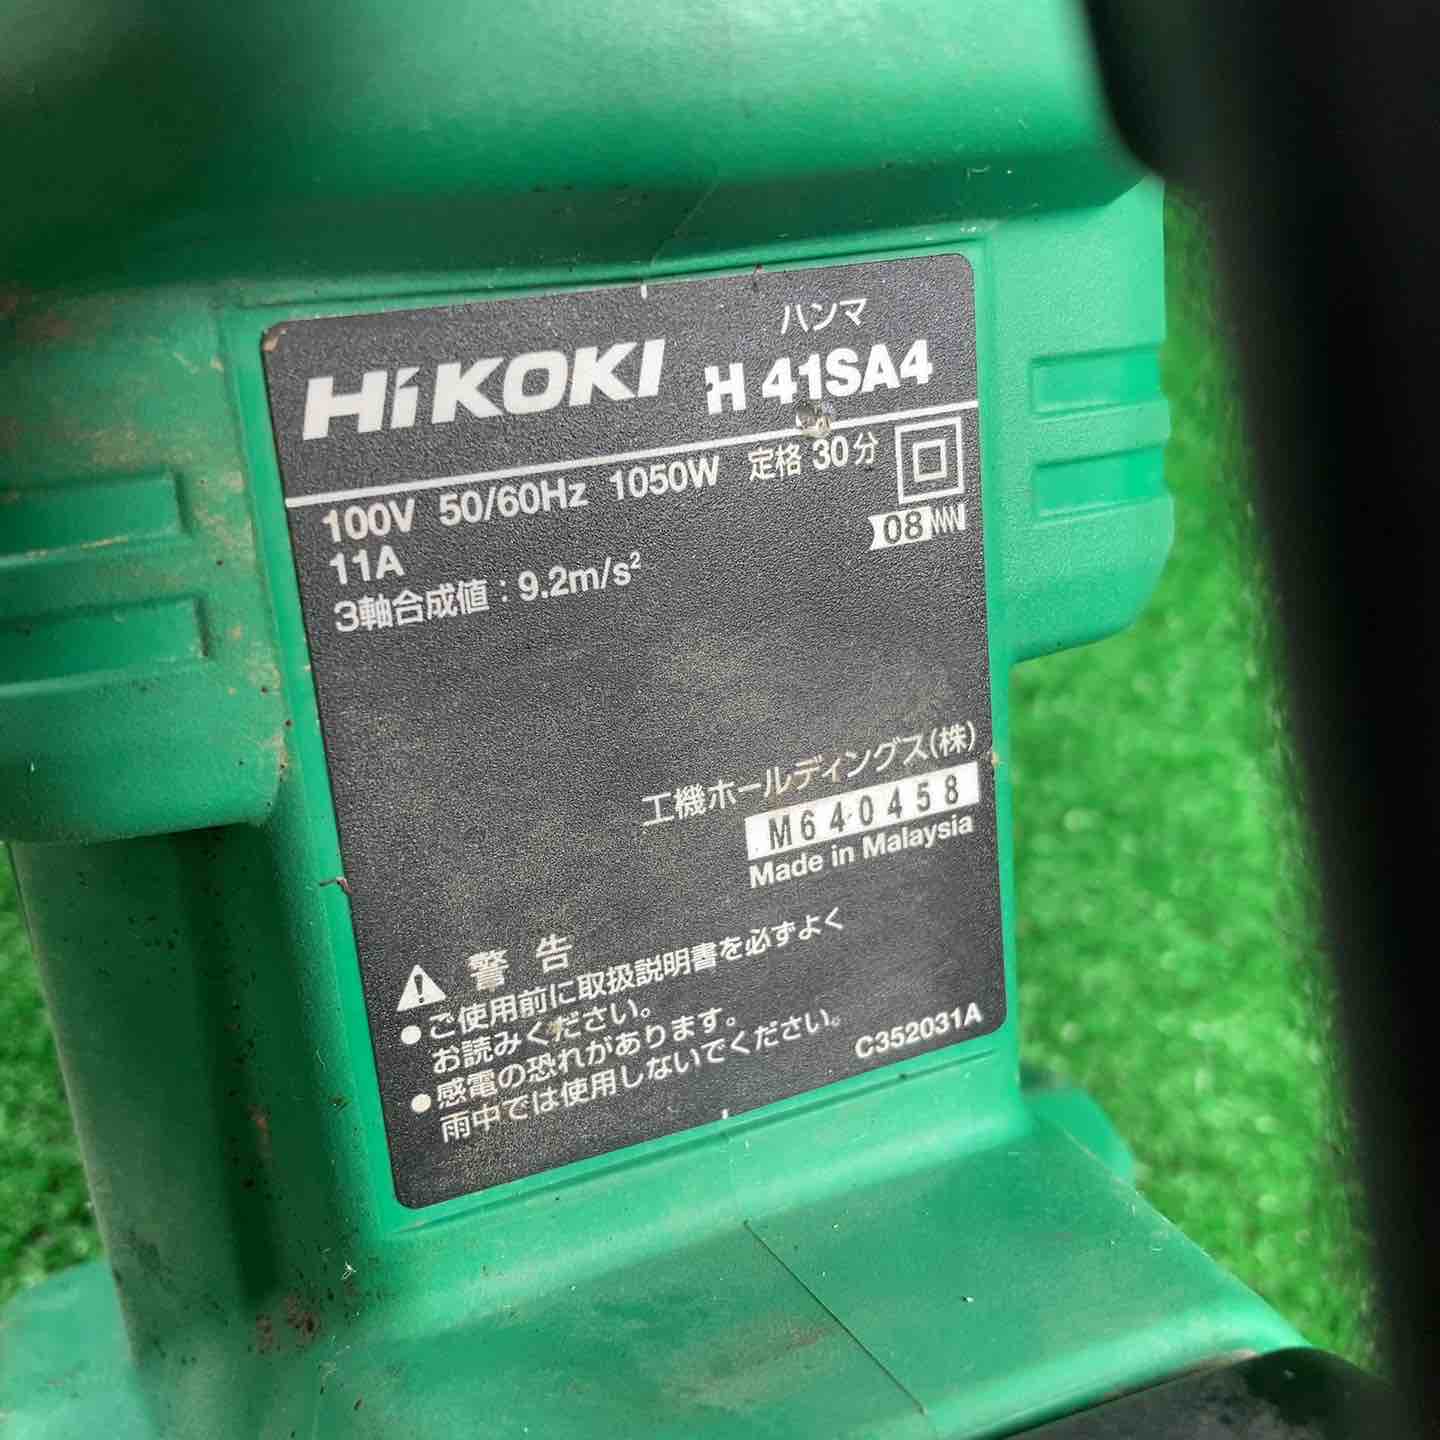 HiKOKI
ハンマ
H 41SA4
100V 50/60Hz 1050W 定格 30分
11A
08
3軸合成値：9.2m/s²
工機ホールディングス(株)
M640458
Made in Malaysia
警告
●ご使用前に取扱説明書を必ずよく
お読みください。
●感電の恐れがあります。
雨中では使用しないでください。
C352031A